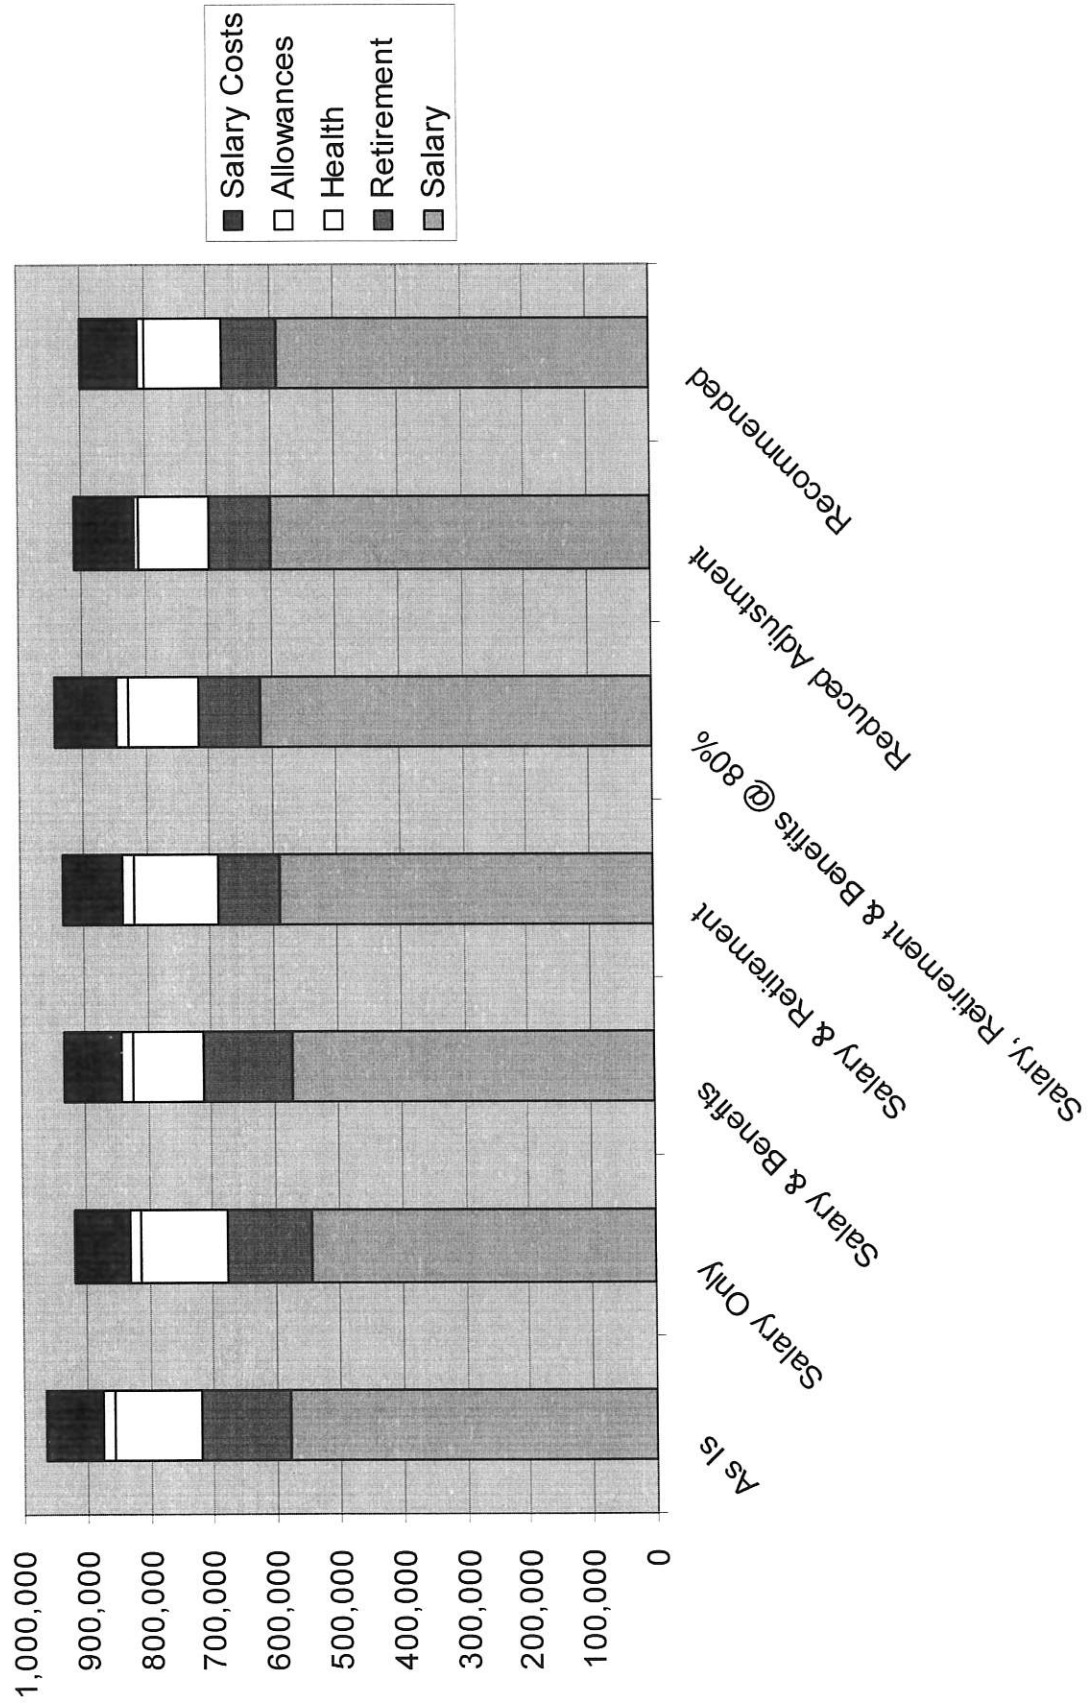 1,000,000
900,000
800,000
700,000
600,000
500,000
400,000
300,000
200,000
100,000
0
As Is
Salary Only
Salary & Benefits
Salary & Retirement
Salary, Retirement & Benefits @ 80%
Reduced Adjustment
Recommended
Salary Costs
Allowances
Health
Retirement
Salary